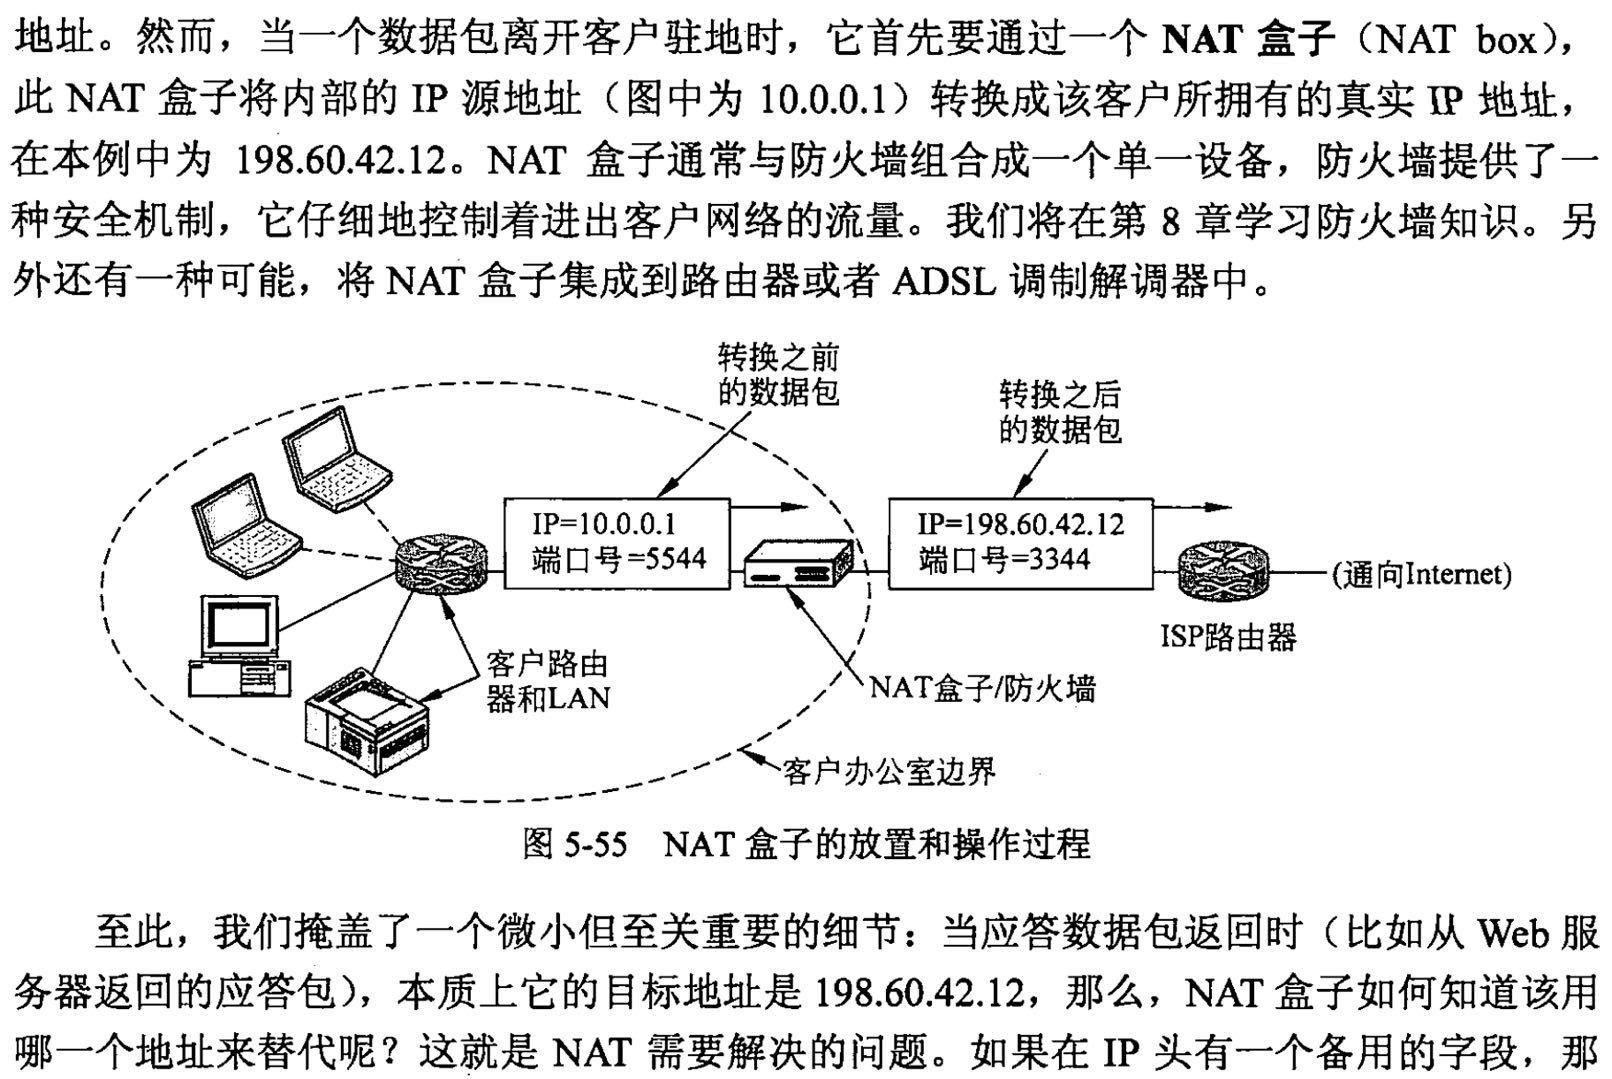 地址。然而，当一个数据包离开客户驻地时，它首先要通过一个 NAT 盒子（NAT box），
此 NAT 盒子将内部的 IP 源地址（图中为 10.0.0.1）转换成该客户所拥有的真实 IP 地址，
在本例中为 198.60.42.12。NAT 盒子通常与防火墙组合成一个单一设备，防火墙提供了一
种安全机制，它仔细地控制着进出客户网络的流量。我们将在第 8 章学习防火墙知识。另
外还有一种可能，将 NAT 盒子集成到路由器或者 ADSL 调制解调器中。
转换之前
的数据包
转换之后
的数据包
IP=10.0.0.1
端口号=5544
IP=198.60.42.12
端口号=3344
(通向Internet)
ISP路由器
客户路由
器和LAN
NAT盒子/防火墙
客户办公室边界
图 5-55 NAT 盒子的放置和操作过程
至此，我们掩盖了一个微小但至关重要的细节：当应答数据包返回时（比如从 Web 服
务器返回的应答包），本质上它的目标地址是 198.60.42.12，那么，NAT 盒子如何知道该用
哪一个地址来替代呢？这就是 NAT 需要解决的问题。如果在 IP 头有一个备用的字段，那